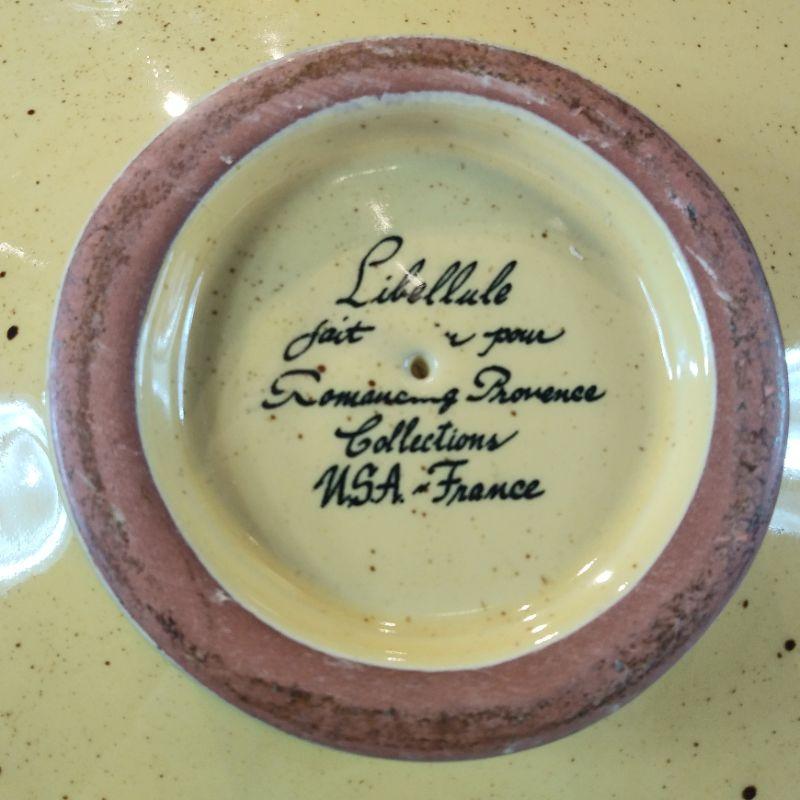 Libellule
fait pour
Romancing Provence
Collections
U.S.A. - France